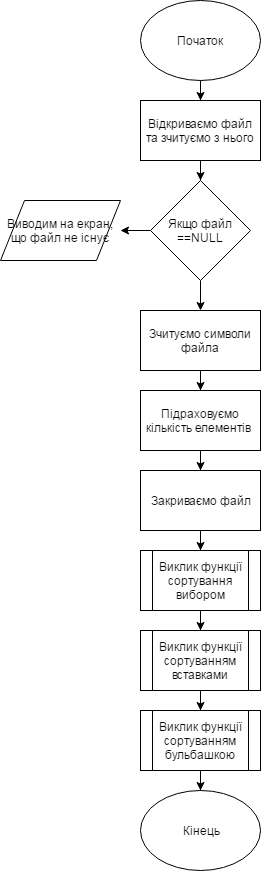 Початок
Відкриваємо файл
та зчитуємо з нього
Якщо файл
==NULL
Виводим на екран,
що файл не існує
Зчитуємо символи
файла
Підраховуємо
кількість елементів
Закриваємо файл
Виклик функції
сортування
вибором
Виклик функції
сортуванням
вставками
Виклик функції
сортуванням
бульбашкою
Кінець